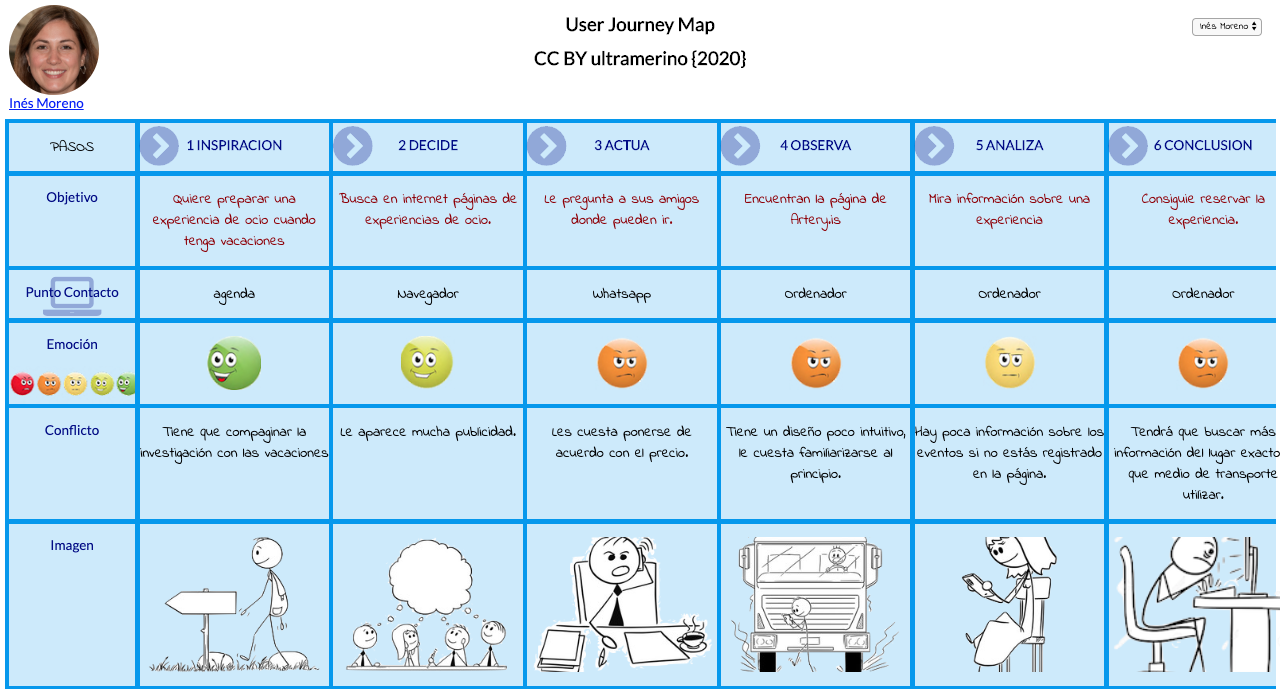 User Journey Map
CC BY ultramerino {2020}
Inés Moreno
Inés Moreno
PASOS
1 INSPIRACION
2 DECIDE
3 ACTUA
4 OBSERVA
5 ANALIZA
6 CONCLUSION
Objetivo
Quiere preparar una
experiencia de ocio cuando
tenga vacaciones
Busca en internet páginas de
experiencias de ocio.
Le pregunta a sus amigos
donde pueden ir.
Encuentran la página de
Artery.is
Mira información sobre una
experiencia
Consiguie reservar la
experiencia.
Punto Contacto
agenda
Navegador
Whatsapp
Ordenador
Ordenador
Ordenador
Emoción
Conflicto
Tiene que compaginar la
investigación con las vacaciones
Le aparece mucha publicidad.
Les cuesta ponerse de
acuerdo con el precio.
Tiene un diseño poco intuitivo,
le cuesta familiarizarse al
principio.
Hay poca información sobre los
eventos si no estás registrado
en la página.
Tendrá que buscar más
información del lugar exacto
que medio de transporte
utilizar.
Imagen